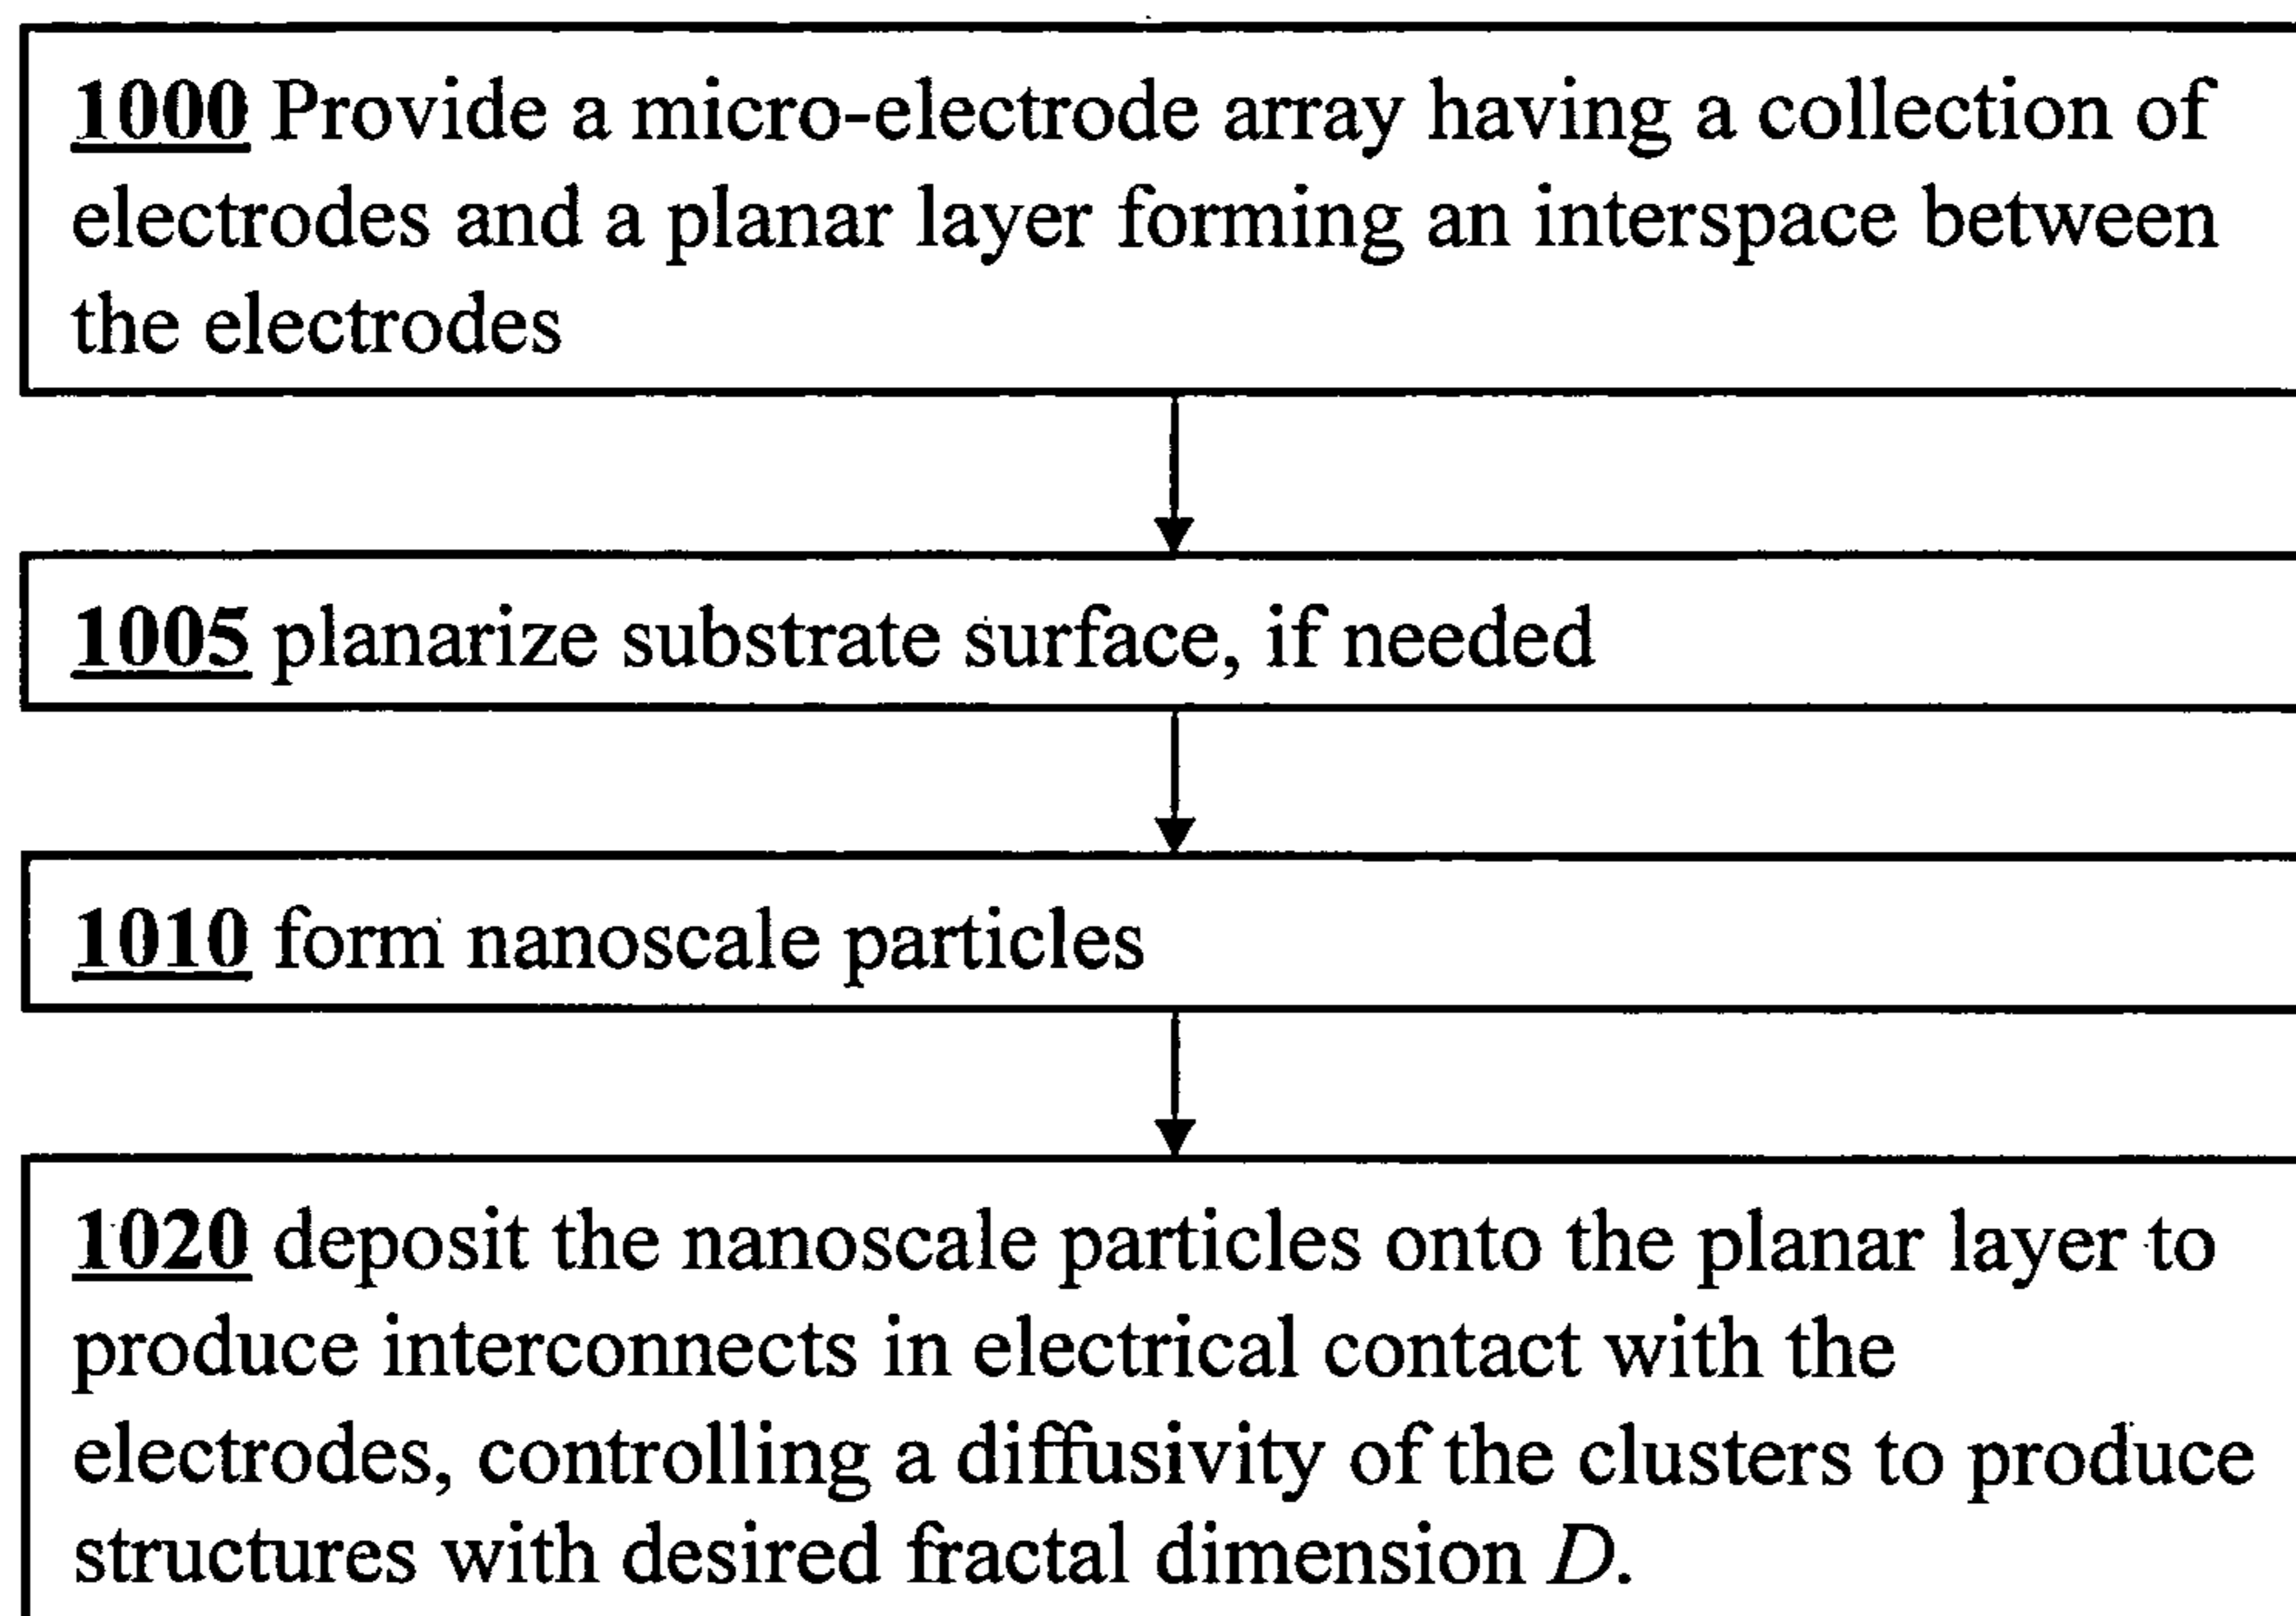 1000 Provide a micro-electrode array having a collection of
electrodes and a planar layer forming an interspace between
the electrodes
1005 planarize substrate surface, if needed
1010 form nanoscale particles
1020 deposit the nanoscale particles onto the planar layer to
produce interconnects in electrical contact with the
electrodes, controlling a diffusivity of the clusters to produce
structures with desired fractal dimension D.